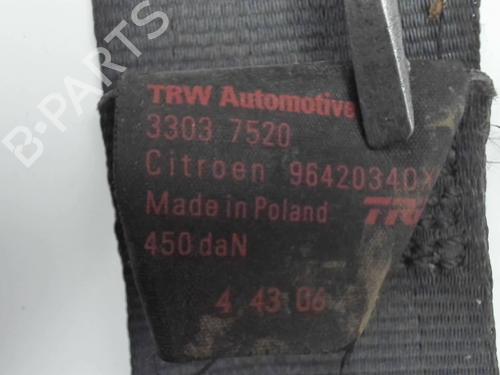 B-PARTS
TRW Automotive
3303 7520
Citroen 96420340X
Made in Poland TRW
450 daN
4 43 06